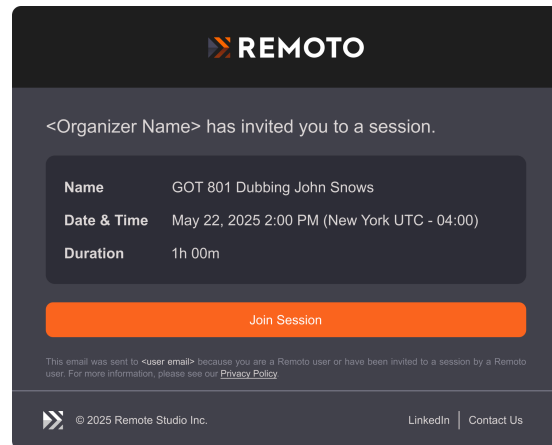 REMOTO
<Organizer Name> has invited you to a session.
Name GOT 801 Dubbing John Snows
Date & Time May 22, 2025 2:00 PM (New York UTC - 04:00)
Duration 1h 00m
Join Session
This email was sent to <user email> because you are a Remoto user or have been invited to a session by a Remoto
user. For more information, please see our Privacy Policy
© 2025 Remote Studio Inc. LinkedIn | Contact Us